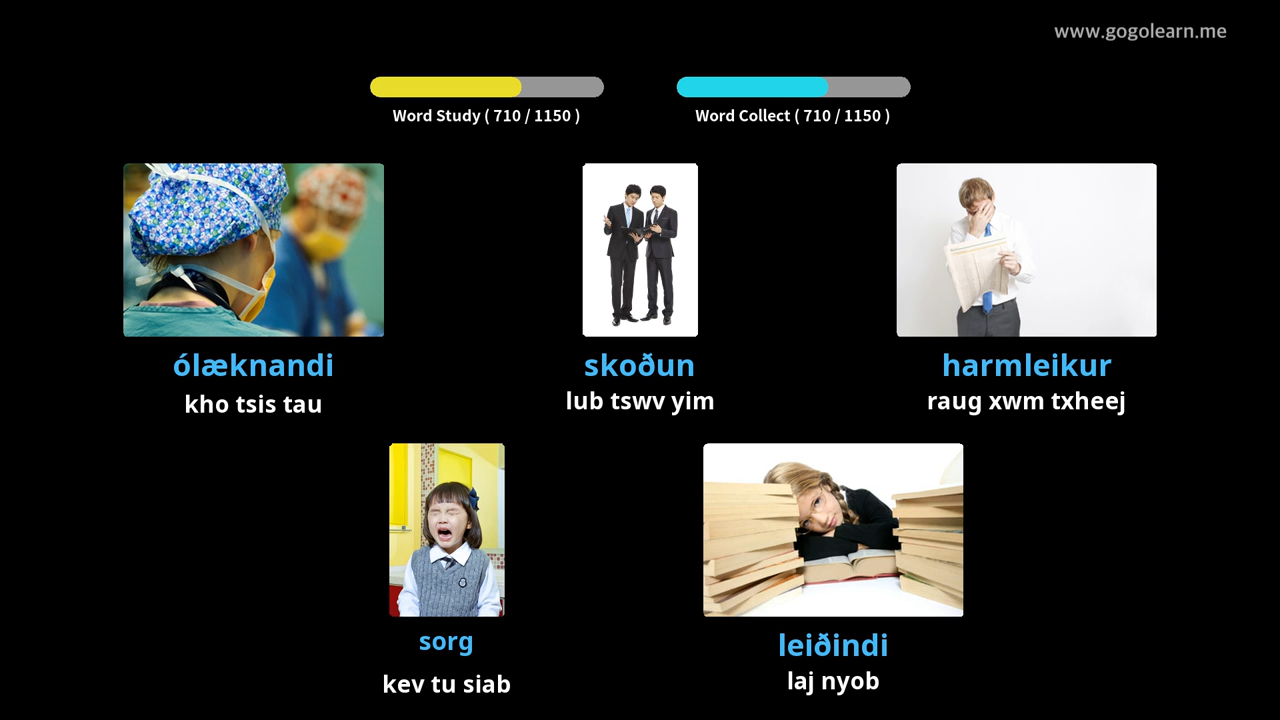 www.gogolearn.me
Word Study ( 710 / 1150 )
Word Collect ( 710 / 1150 )
ólæknandi
kho tsis tau
skoðun
lub tswv yim
harmleikur
raug xwm txheej
sorg
kev tu siab
leiðindi
laj nyob